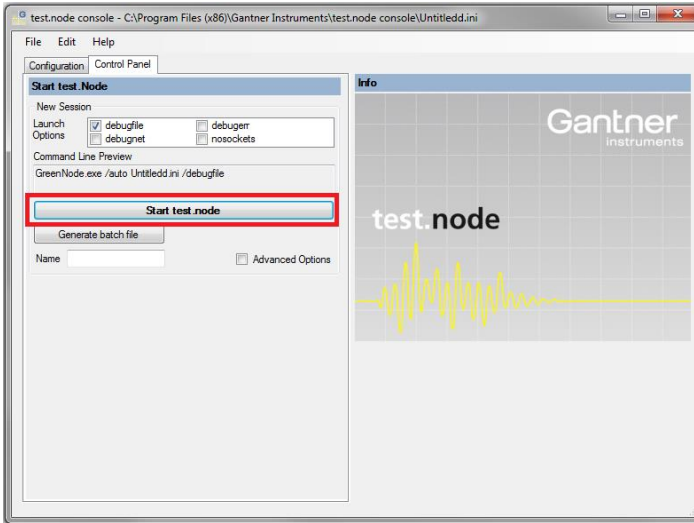 test.node console - C:\Program Files (x86)\Gantner Instruments\test.node console\Untitledd.ini
File Edit Help
Configuration Control Panel
Start test.Node
New Session
Launch Options
debugfile debugerr
debugnet nosockets
Command Line Preview
GreenNode.exe /auto Untitledd.ini /debugfile
Start test.node
Generate batch file
Name Advanced Options
Info
Gantner
instruments
test.node